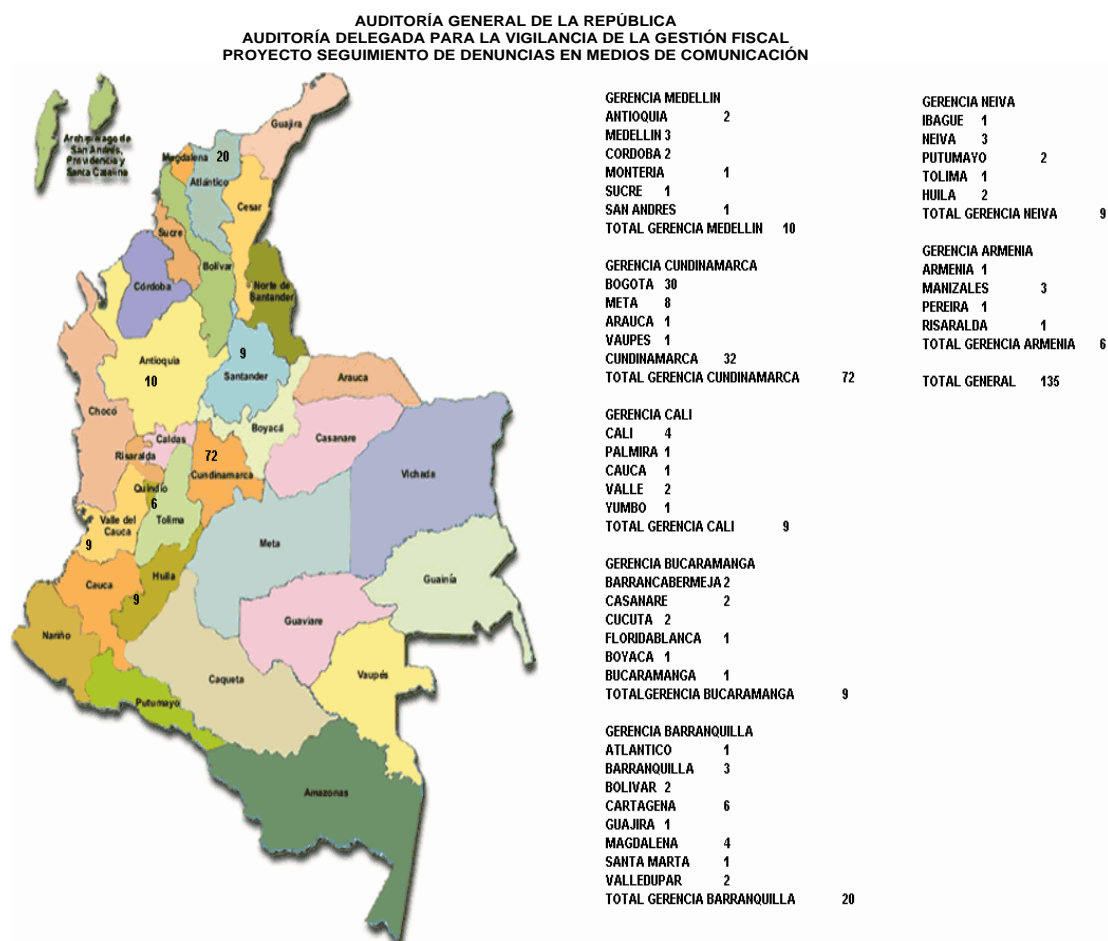 AUDITORÍA GENERAL DE LA REPÚBLICA
AUDITORÍA DELEGADA PARA LA VIGILANCIA DE LA GESTIÓN FISCAL
PROYECTO SEGUIMIENTO DE DENUNCIAS EN MEDIOS DE COMUNICACIÓN
Archipielago de
San Andrés,
Providencia y
Santa Catalina
Guajira
Magdalena
20
Atlántico
Cesar
Sucre
Bolívar
Córdoba
Norte de
Santander
9
Santander
Antioquia
10
Arauca
Chocó
Boyacá
Casanare
Caldas
Risaralda
72
Cundinamarca
Vichada
Quindío
6
Valle del
Cauca
9
Tolima
Meta
Huila
9
Cauca
Guainía
Guaviare
Nariño
Caqueta
Vaupés
Putumayo
Amazonas
GERENCIA MEDELLIN
ANTIOQUIA 2
MEDELLIN 3
CORDOBA 2
MONTERIA 1
SUCRE 1
SAN ANDRES 1
TOTAL GERENCIA MEDELLIN 10
GERENCIA CUNDINAMARCA
BOGOTA 30
META 8
ARAUCA 1
VAUPES 1
CUNDINAMARCA 32
TOTAL GERENCIA CUNDINAMARCA 72
GERENCIA CALI
CALI 4
PALMIRA 1
CAUCA 1
VALLE 2
YUMBO 1
TOTAL GERENCIA CALI 9
GERENCIA BUCARAMANGA
BARRANCABERMEJA 2
CASANARE 2
CUCUTA 2
FLORIDABLANCA 1
BOYACA 1
BUCARAMANGA 1
TOTALGERENCIA BUCARAMANGA 9
GERENCIA BARRANQUILLA
ATLANTICO 1
BARRANQUILLA 3
BOLIVAR 2
CARTAGENA 6
GUAJIRA 1
MAGDALENA 4
SANTA MARTA 1
VALLEDUPAR 2
TOTAL GERENCIA BARRANQUILLA 20
GERENCIA NEIVA
IBAGUE 1
NEIVA 3
PUTUMAYO 2
TOLIMA 1
HUILA 2
TOTAL GERENCIA NEIVA 9
GERENCIA ARMENIA
ARMENIA 1
MANIZALES 3
PEREIRA 1
RISARALDA 1
TOTAL GERENCIA ARMENIA 6
TOTAL GENERAL 135